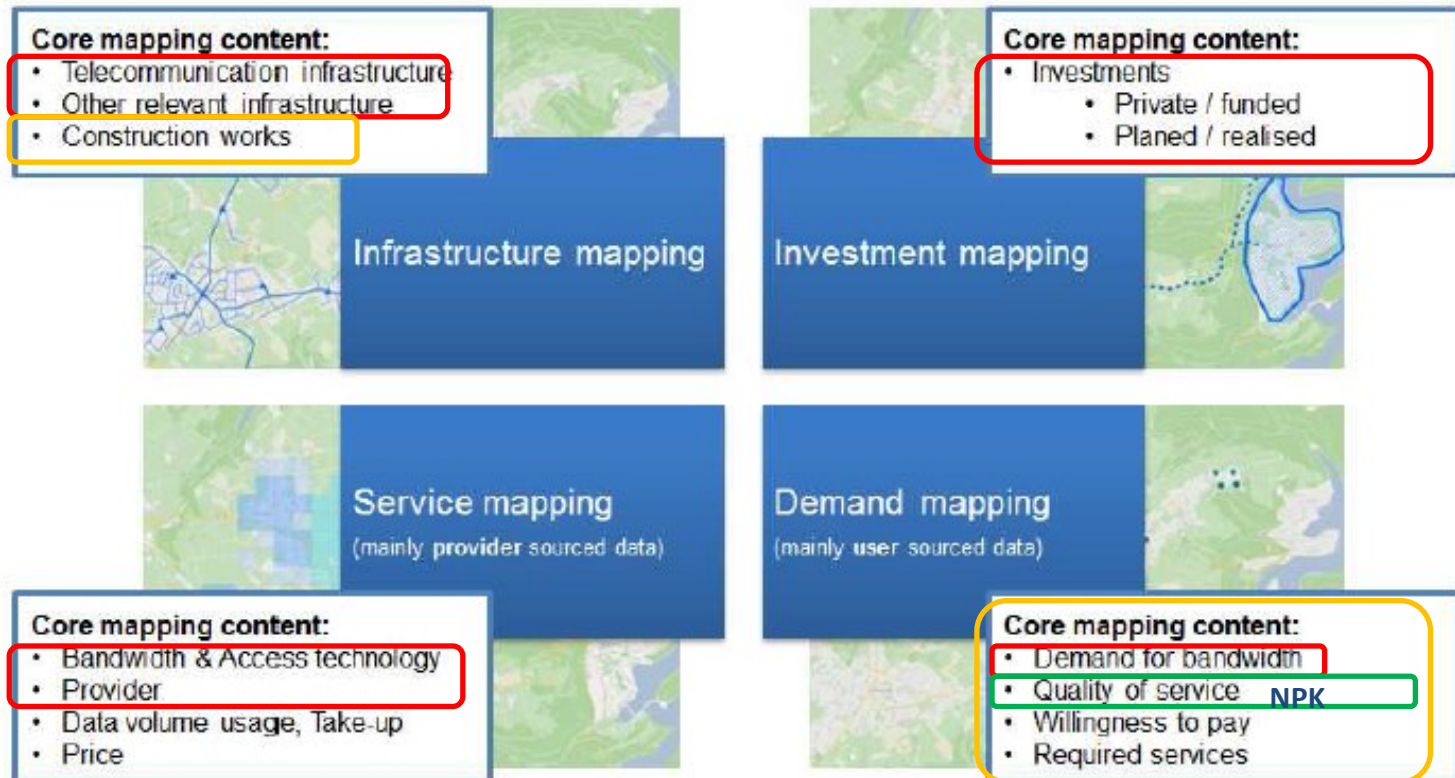 Core mapping content:
• Telecommunication infrastructure
• Other relevant infrastructure
• Construction works
Infrastructure mapping
Core mapping content:
• Investments
• Private / funded
• Planed / realised
Investment mapping
Service mapping
(mainly provider sourced data)
Core mapping content:
• Bandwidth & Access technology
• Provider
• Data volume usage, Take-up
• Price
Demand mapping
(mainly user sourced data)
Core mapping content:
• Demand for bandwidth
• Quality of service NPK
• Willingness to pay
• Required services